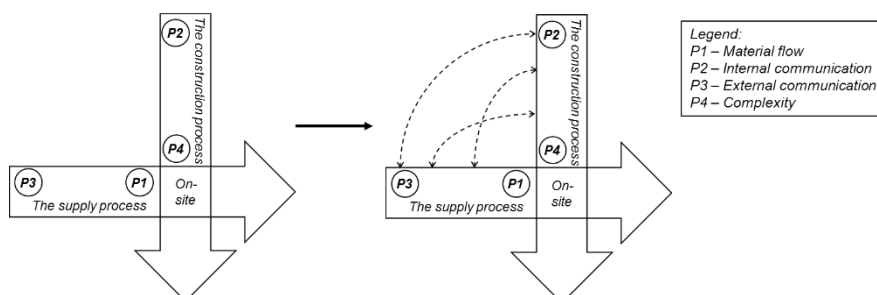 P2
The construction process
P4
P3
P1
On-
site
The supply process
P2
The construction process
P4
P3
P1
On-
site
The supply process
Legend:
P1 – Material flow
P2 – Internal communication
P3 – External communication
P4 – Complexity